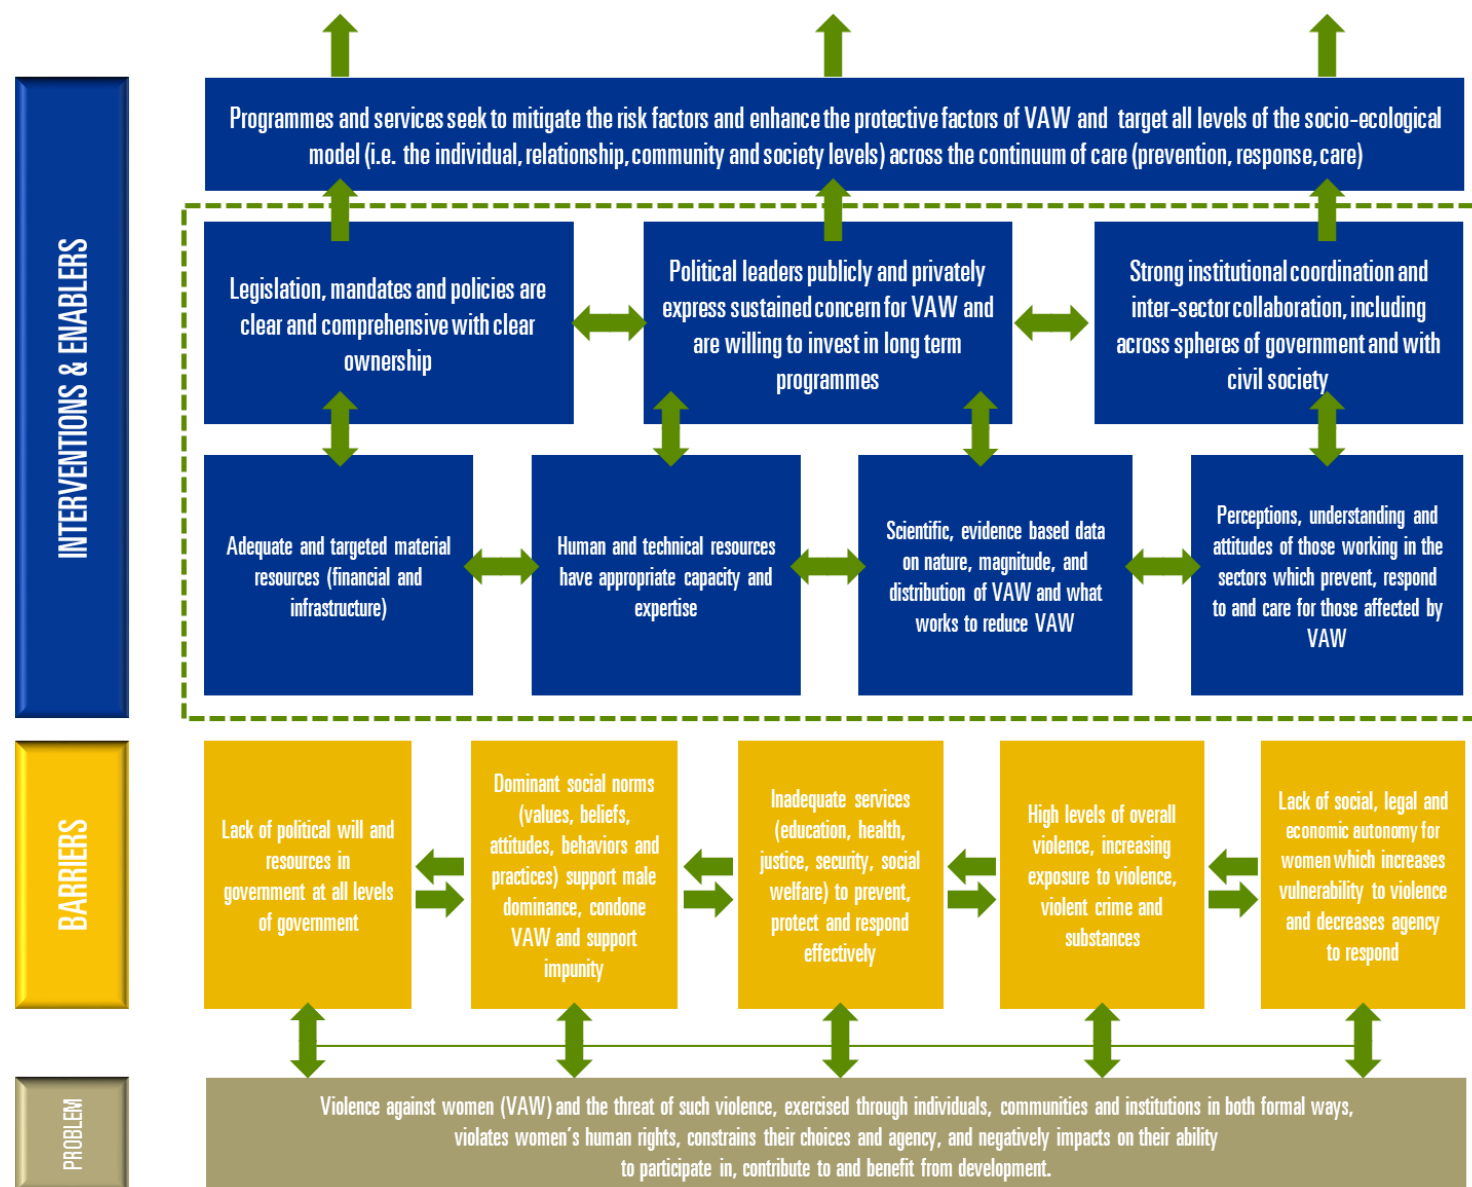 INTERVENTIONS & ENABLERS
Programmes and services seek to mitigate the risk factors and enhance the protective factors of VAW and target all levels of the socio-ecological
model (i.e. the individual, relationship, community and society levels) across the continuum of care (prevention, response, care)
Legislation, mandates and policies are
clear and comprehensive with clear
ownership
Political leaders publicly and privately
express sustained concern for VAW and
are willing to invest in long term
programmes
Strong institutional coordination and
inter-sector collaboration, including
across spheres of government and with
civil society
Adequate and targeted material
resources (financial and
infrastructure)
Human and technical resources
have appropriate capacity and
expertise
Scientific, evidence based data
on nature, magnitude, and
distribution of VAW and what
works to reduce VAW
Perceptions, understanding and
attitudes of those working in the
sectors which prevent, respond
to and care for those affected by
VAW
BARRIERS
Lack of political will and
resources in
government at all levels
of government
Dominant social norms
(values, beliefs,
attitudes, behaviors and
practices) support male
dominance, condone
VAW and support
impunity
Inadequate services
(education, health,
justice, security, social
welfare) to prevent,
protect and respond
effectively
High levels of overall
violence, increasing
exposure to violence,
violent crime and
substances
Lack of social, legal and
economic autonomy for
women which increases
vulnerability to violence
and decreases agency
to respond
PROBLEM
Violence against women (VAW) and the threat of such violence, exercised through individuals, communities and institutions in both formal ways,
violates women's human rights, constrains their choices and agency, and negatively impacts on their ability
to participate in, contribute to and benefit from development.